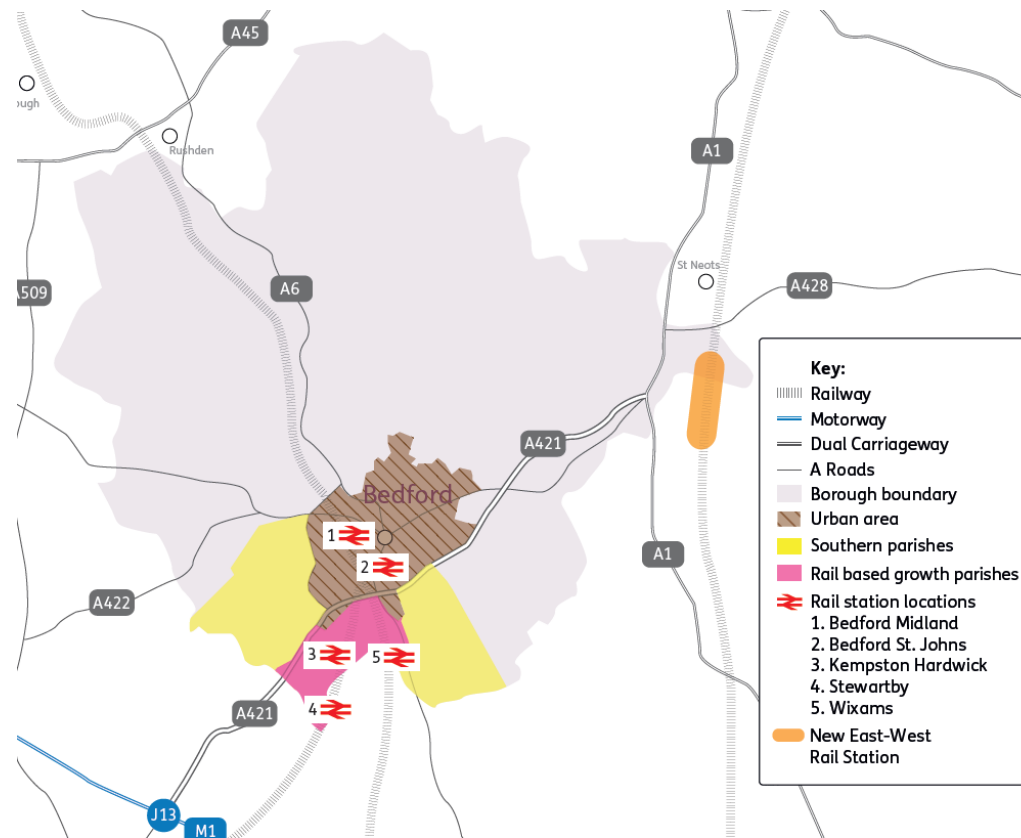 A45
ough
Rushden
A1
St Neots
A509
A6
A428
A421
Bedford
1
2
A1
A422
3
5
4
A421
J13
M1
Key:
Railway
Motorway
Dual Carriageway
A Roads
Borough boundary
Urban area
Southern parishes
Rail based growth parishes
Rail station locations
1. Bedford Midland
2. Bedford St. Johns
3. Kempston Hardwick
4. Stewartby
5. Wixams
New East-West
Rail Station